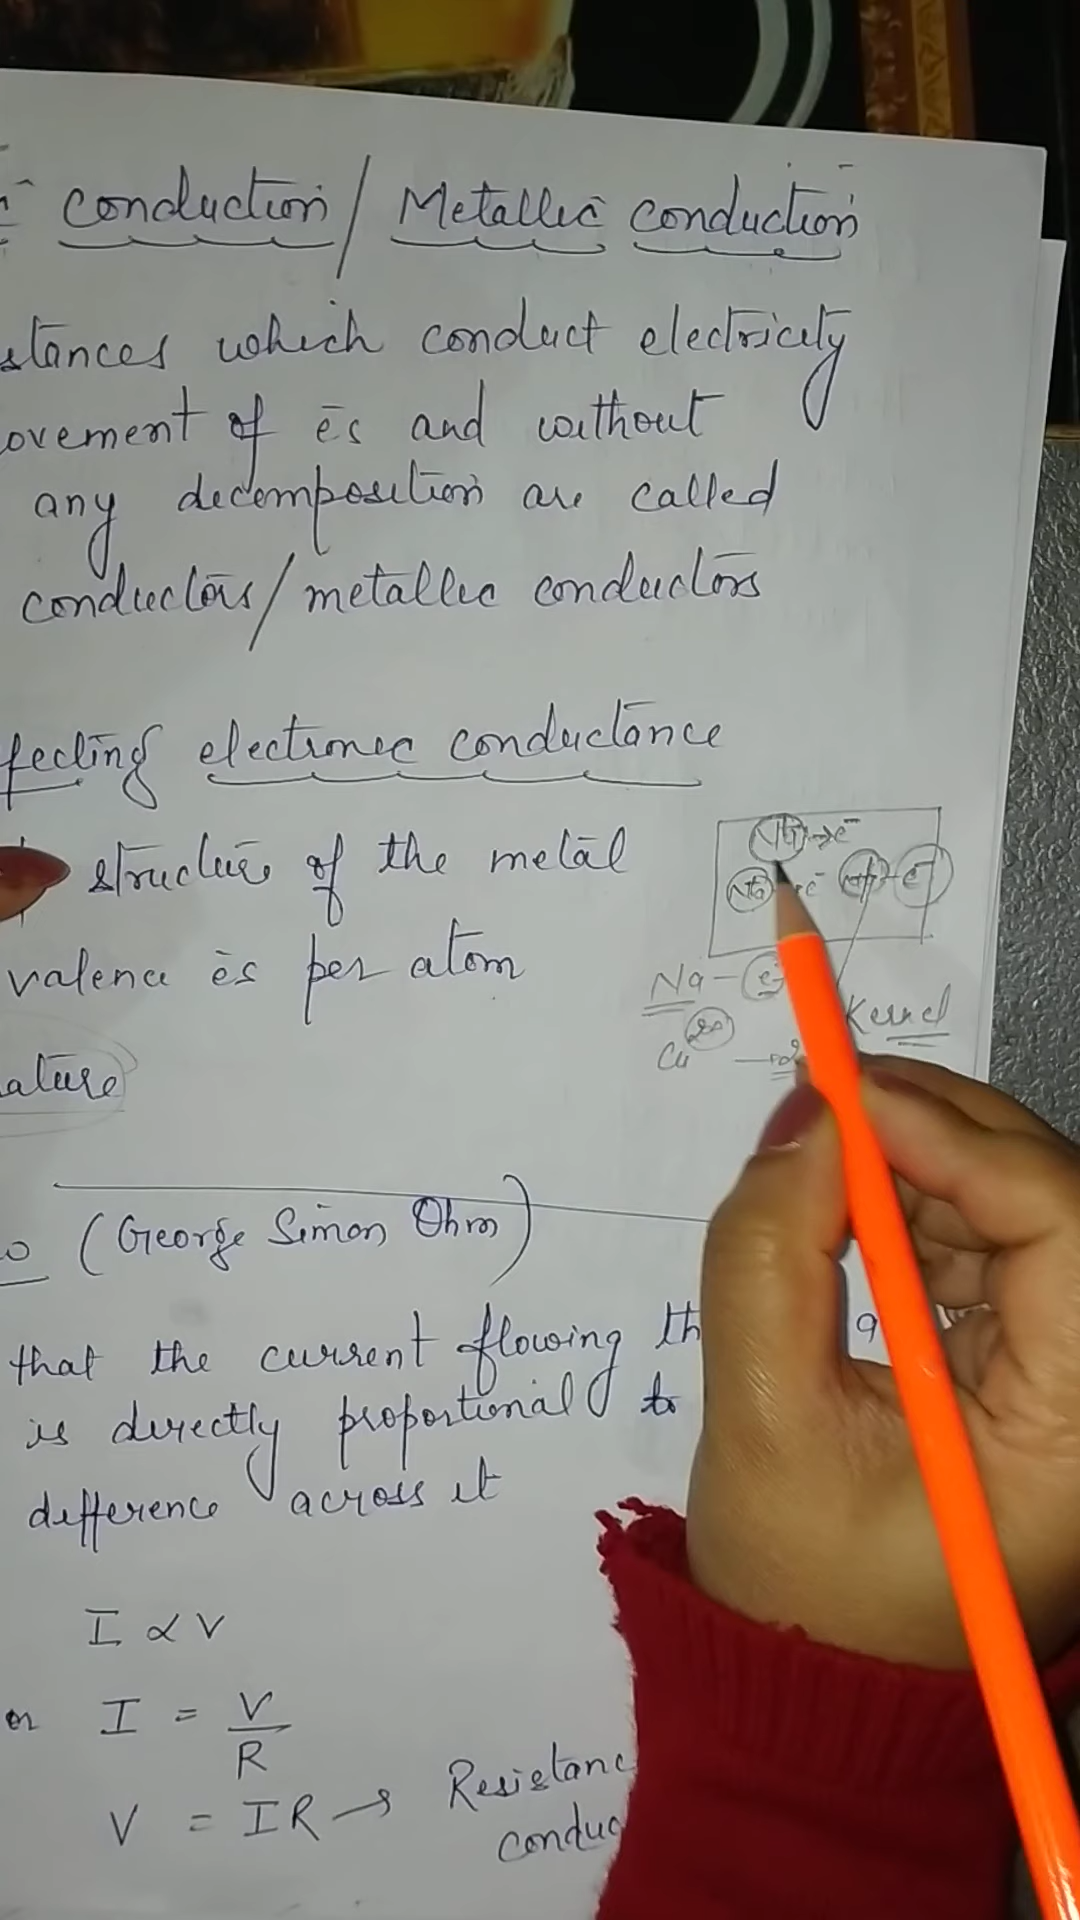 conduction / Metallic conduction
stances which conduct electricity
ovement of ēs and without
any decomposition are called
conductors / metallic conductors
fecting electronic conductance
structure of the metal
valence ēs per atom
ature
Na → e⁻
Na e⁻ e⁻
Na - e⁻
Kernel
Cu
(George Simon Ohm)
that the current flowing th a
is directly proportional to
difference across it
I ∝ V
or I = V/R
V = IR → Resistanc
conduc